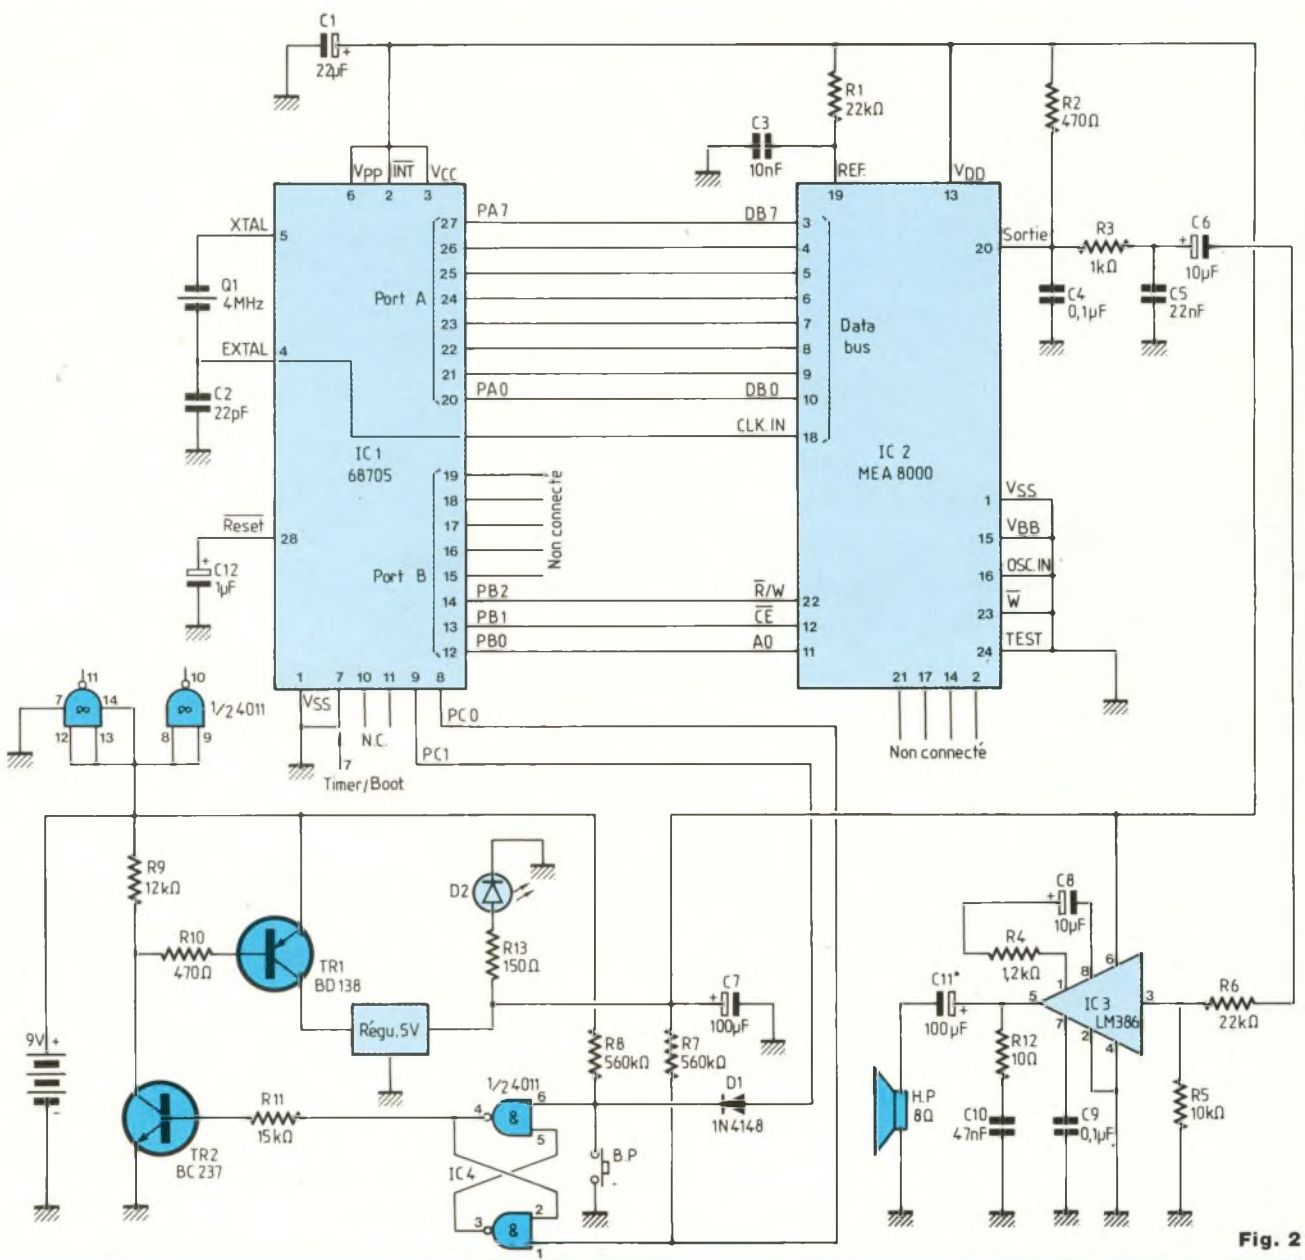 C1
+
22µF
R1
22kΩ
R2
470Ω
C3
10nF
VPP
INT
VCC
REF.
VDD
6
2
3
19
13
XTAL
5
PA7
27
DB7
3
26
4
25
5
Port A
24
6
23
7
Data
bus
22
8
21
9
PA0
20
DB0
10
CLK.IN
18
Q1
4MHz
EXTAL
4
C2
22pF
IC1
68705
IC 2
MEA 8000
20
Sortie
R3
1kΩ
C6
+
10µF
C4
0,1µF
C5
22nF
19
18
17
16
15
Non connecte
Port B
14
PB2
R/W
22
13
PB1
CE
12
12
PB0
A0
11
1
VSS
15
VBB
16
OSC.IN
23
W
24
TEST
Reset
28
+
C12
1µF
1
VSS
7
10
11
9
8
N.C.
PC0
PC1
7
Timer/Boot
21
17
14
2
Non connecté
11
7
14
12
13
∞
10
∞
8
9
1/2 4011
R9
12kΩ
R10
470Ω
TR1
BD 138
D2
R13
150Ω
Régu. 5V
+
C7
100µF
9V
+
-
R8
560kΩ
R7
560kΩ
D1
1N4148
R11
15kΩ
TR2
BC 237
1/2 4011
4
&
6
5
IC4
B.P
3
&
2
1
C8
+
10µF
R4
1,2kΩ
C11*
+
100µF
5
1
8
6
IC 3
LM386
3
7
2
4
R6
22kΩ
R12
10Ω
H.P
8Ω
C10
47nF
C9
0,1µF
R5
10kΩ
Fig. 2